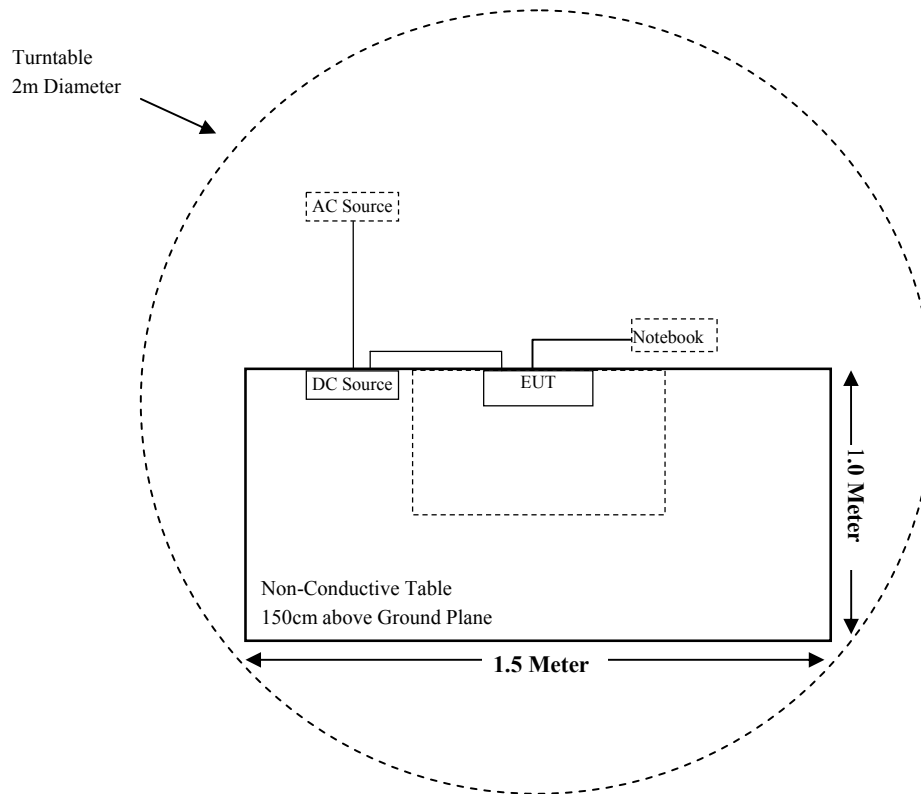 Turntable
2m Diameter
AC Source
Notebook
DC Source
EUT
1.0 Meter
Non-Conductive Table
150cm above Ground Plane
1.5 Meter